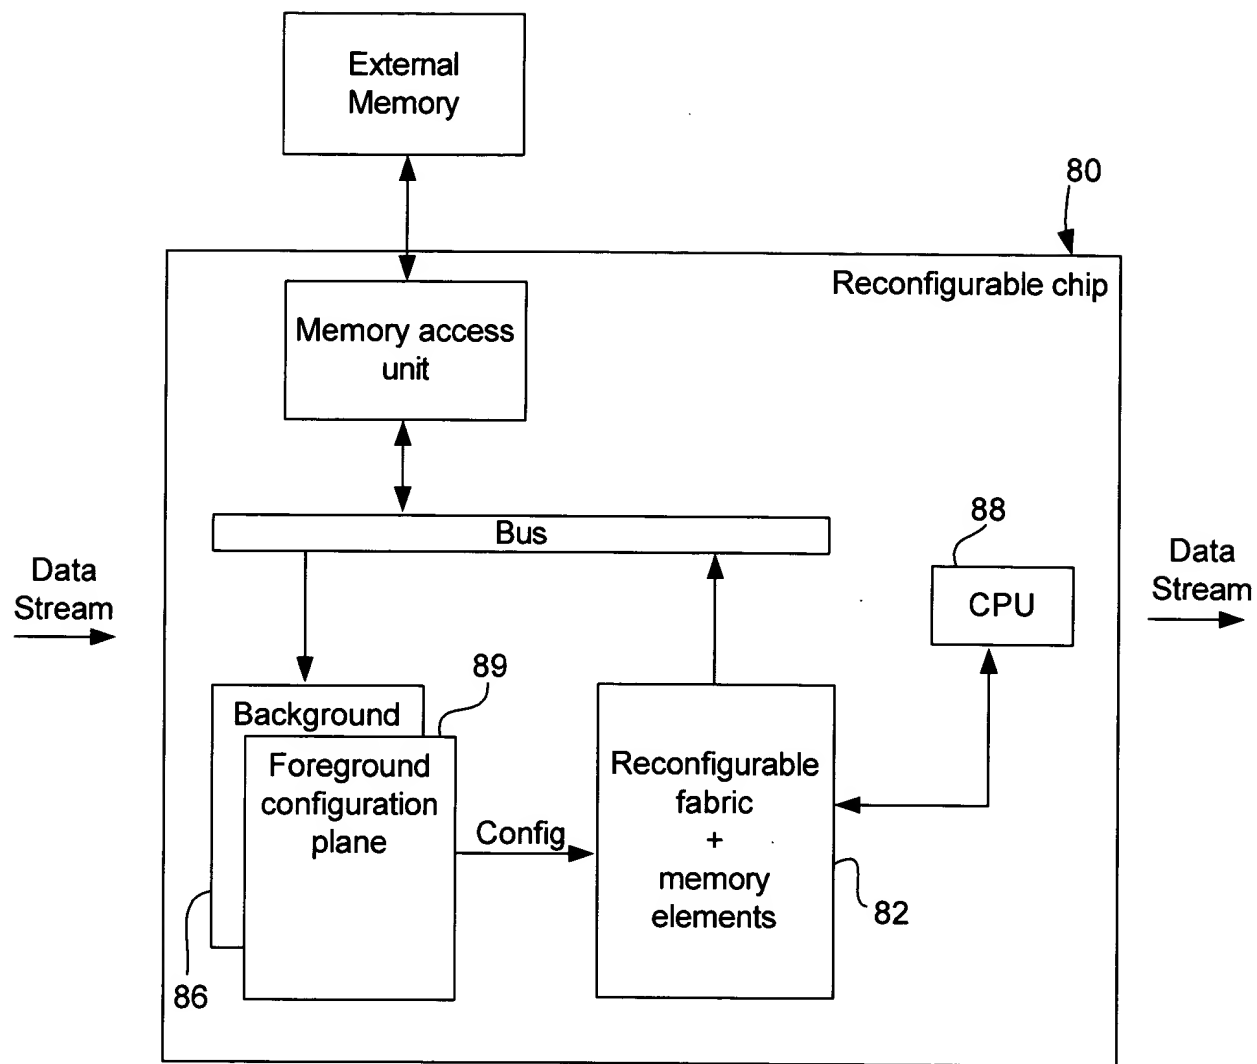 External
Memory
80
Reconfigurable chip
Memory access
unit
Bus
88
CPU
Data
Stream
Data
Stream
89
Background
Foreground
configuration
plane
Config
Reconfigurable
fabric
+
memory
elements
82
86